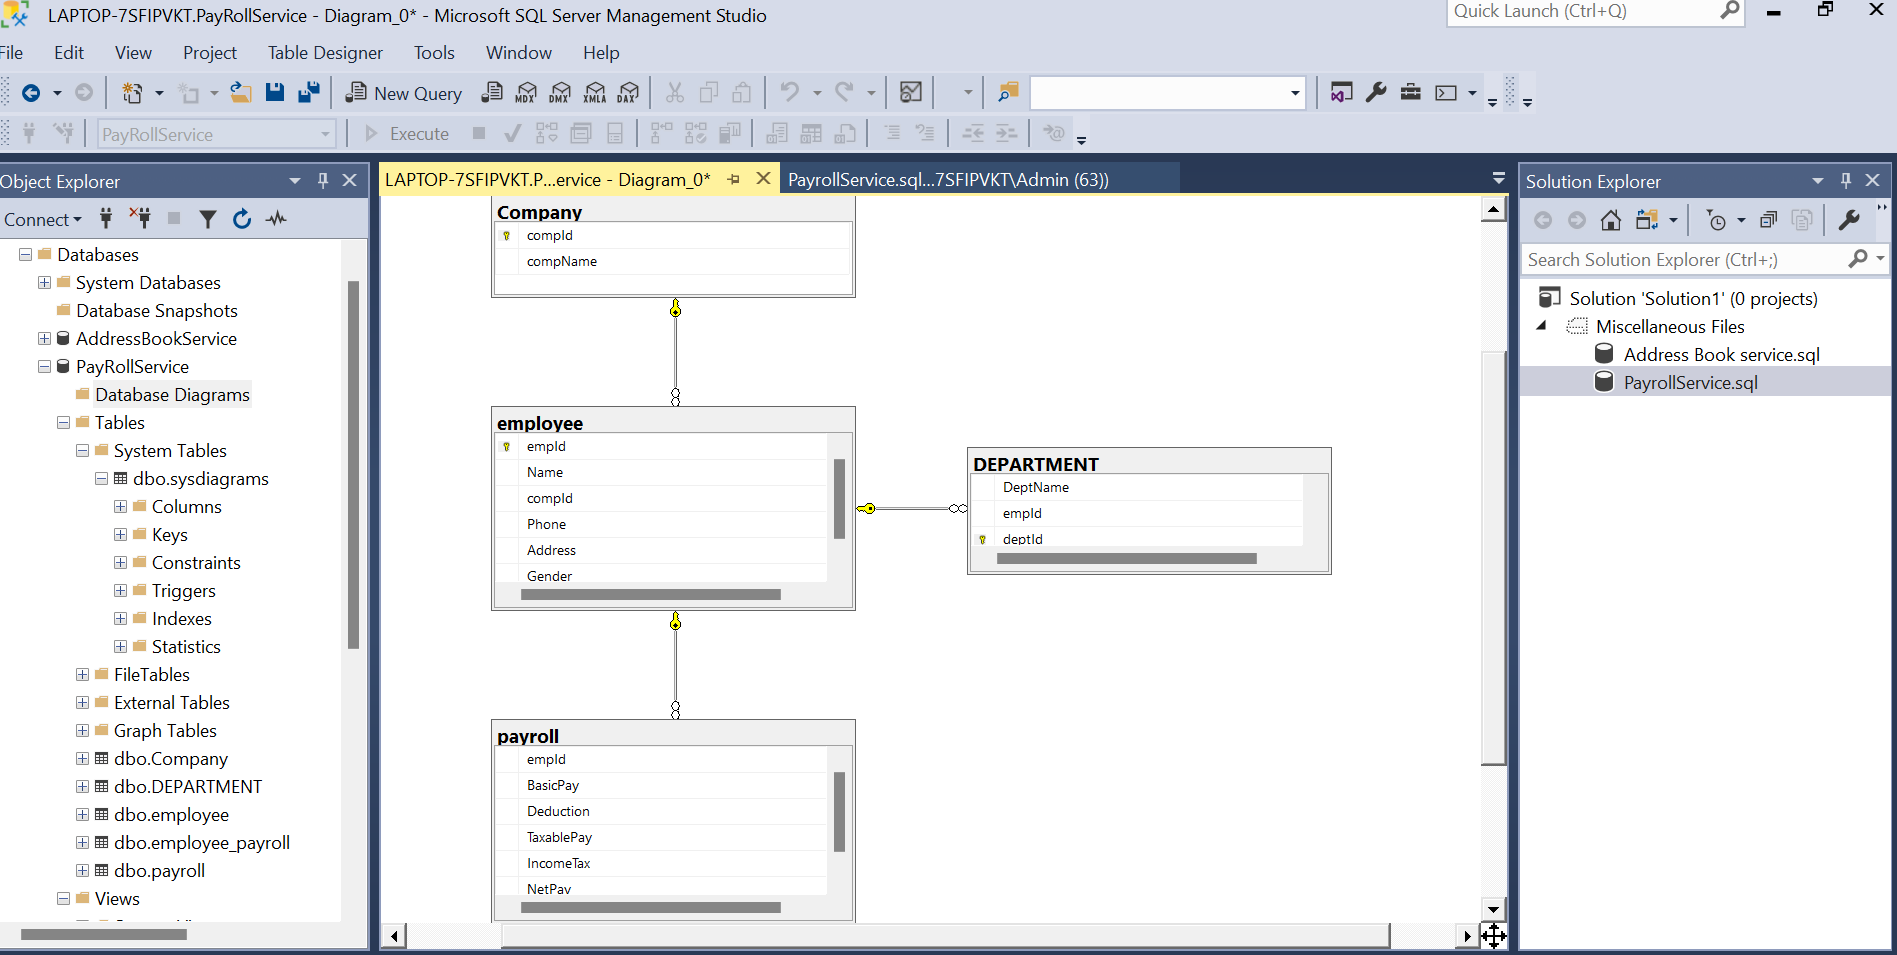 LAPTOP-7SFIPVKT.PayRollService - Diagram_0* - Microsoft SQL Server Management Studio
Quick Launch (Ctrl+Q)
File Edit View Project Table Designer Tools Window Help
New Query MDX DMX XMLA DAX
PayRollService Execute
Object Explorer
Connect
Databases
System Databases
Database Snapshots
AddressBookService
PayRollService
Database Diagrams
Tables
System Tables
dbo.sysdiagrams
Columns
Keys
Constraints
Triggers
Indexes
Statistics
FileTables
External Tables
Graph Tables
dbo.Company
dbo.DEPARTMENT
dbo.employee
dbo.employee_payroll
dbo.payroll
Views
LAPTOP-7SFIPVKT.P...ervice - Diagram_0*
PayrollService.sql...7SFIPVKT\Admin (63))
Company
compId
compName
employee
empId
Name
compId
Phone
Address
Gender
DEPARTMENT
DeptName
empId
deptId
payroll
empId
BasicPay
Deduction
TaxablePay
IncomeTax
NetPay
Solution Explorer
Search Solution Explorer (Ctrl+;)
Solution 'Solution1' (0 projects)
Miscellaneous Files
Address Book service.sql
PayrollService.sql